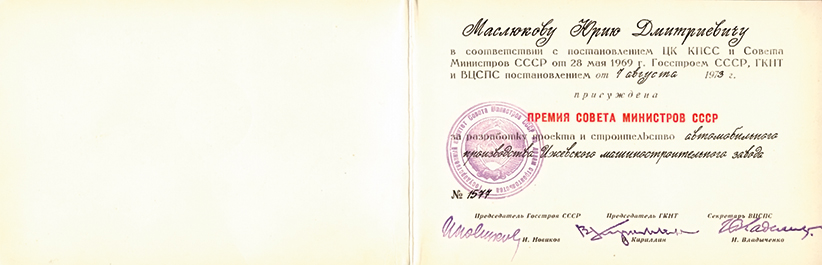 Маслюкову Юрию Дмитриевичу
в соответствии с постановлением ЦК КПСС и Совета
Министров СССР от 28 мая 1969 г. Госстроем СССР, ГКНТ
и ВЦСПС постановлением от 7 августа 1973 г.
присуждена
ПРЕМИЯ СОВЕТА МИНИСТРОВ СССР
за разработку проекта и строительство автомобильного
производства Ижевского машиностроительного завода
№ 1577
Председатель Госстроя СССР Председатель ГКНТ Секретарь ВЦСПС
И. Новиков Кириллин И. Владыченко